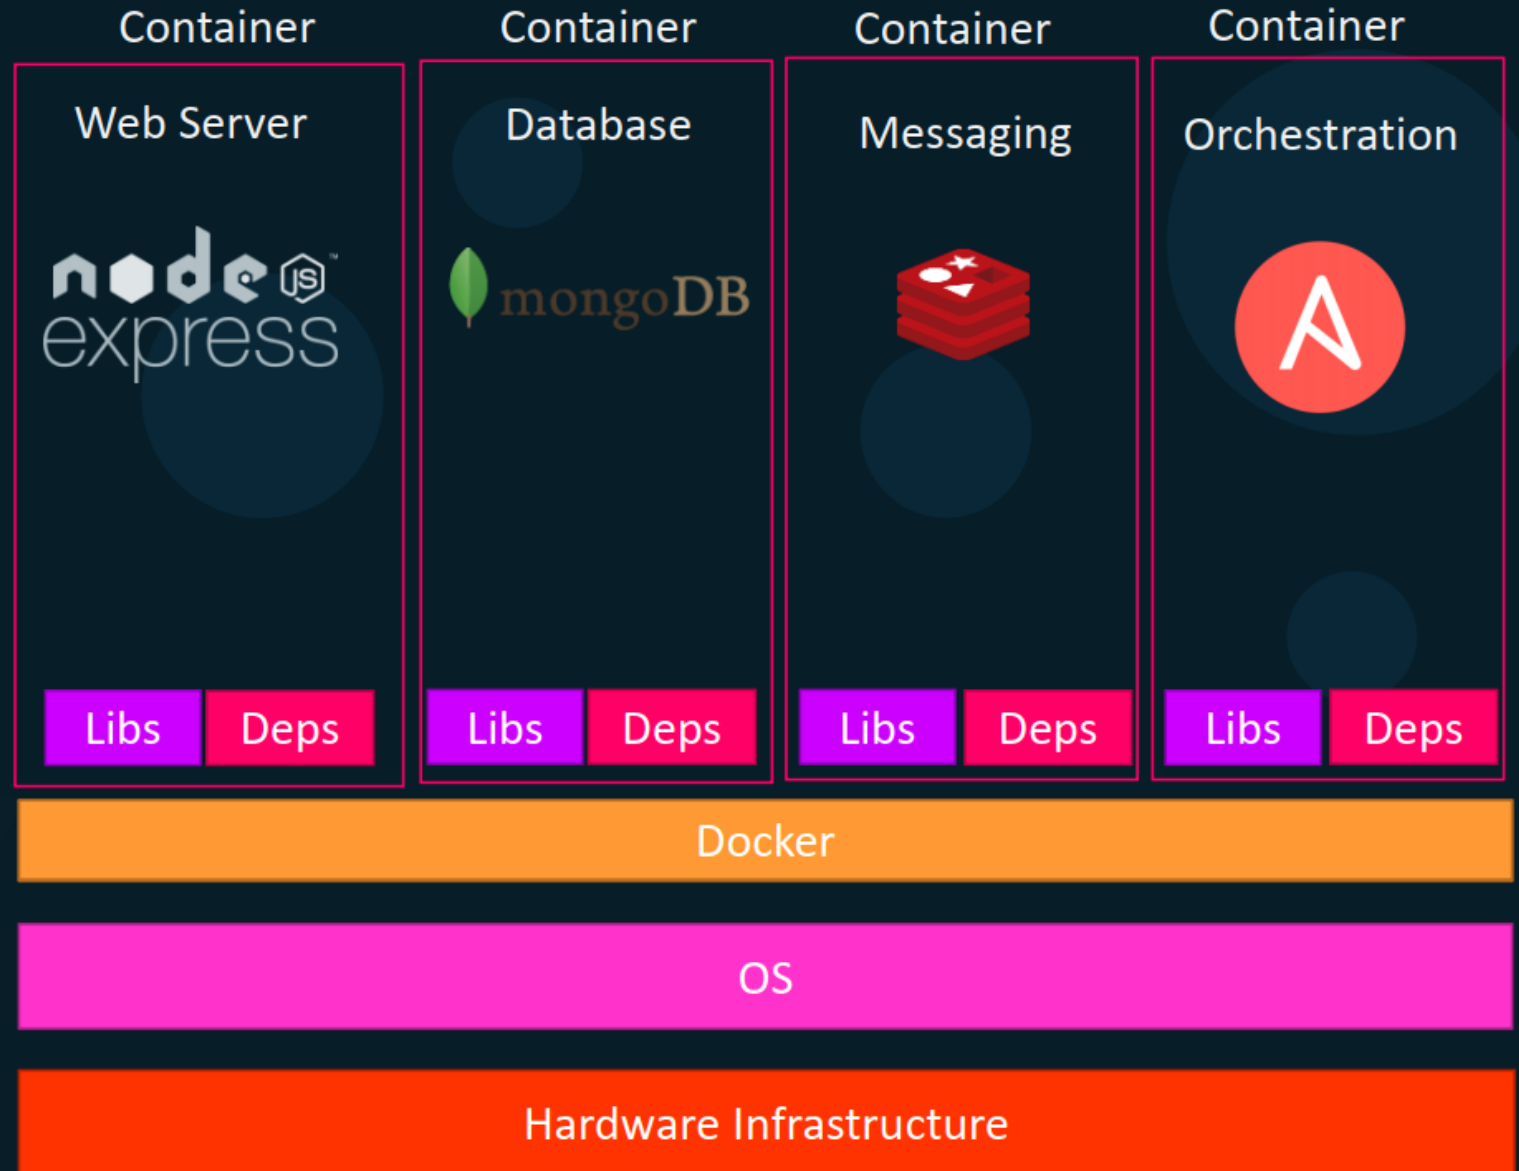 Container
Container
Container
Container
Web Server
Database
Messaging
Orchestration
node JS ™
express
mongoDB
Libs
Deps
Libs
Deps
Libs
Deps
Libs
Deps
Docker
OS
Hardware Infrastructure